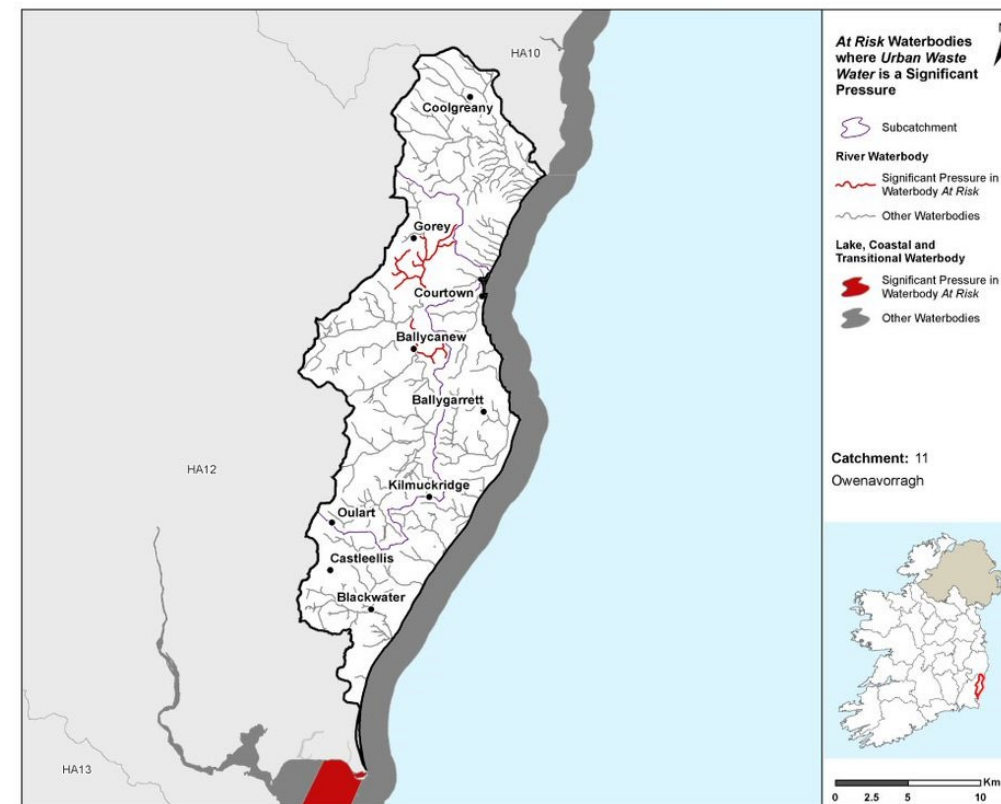 HA10
Coolgreany
Gorey
Courtown
Ballycanew
Ballygarrett
HA12
Kilmuckridge
Oulart
Castleellis
Blackwater
HA13
At Risk Waterbodies
where Urban Waste
Water is a Significant
Pressure
Subcatchment
River Waterbody
Significant Pressure in
Waterbody At Risk
Other Waterbodies
Lake, Coastal and
Transitional Waterbody
Significant Pressure in
Waterbody At Risk
Other Waterbodies
Catchment: 11
Owenavorragh
Km
0 2.5 5 10